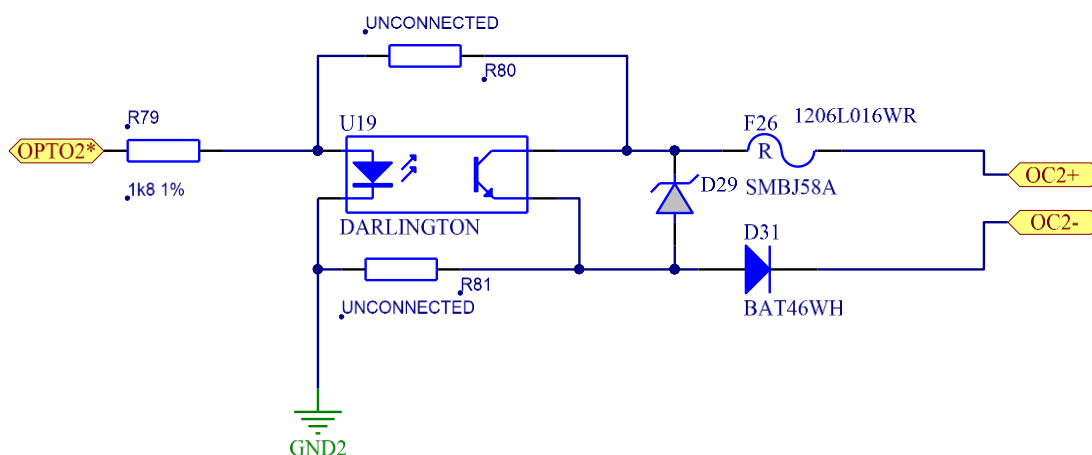 UNCONNECTED
R80
R79
OPTO2*
1k8 1%
U19
DARLINGTON
F26
1206L016WR
R
D29
SMBJ58A
OC2+
OC2-
D31
BAT46WH
R81
UNCONNECTED
GND2